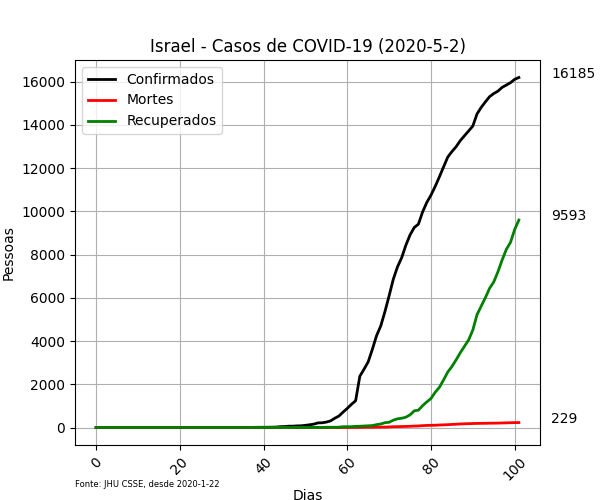 Israel - Casos de COVID-19 (2020-5-2)
Confirmados
Mortes
Recuperados
16185
9593
229
Pessoas
16000
14000
12000
10000
8000
6000
4000
2000
0
0
20
40
60
80
100
Dias
Fonte: JHU CSSE, desde 2020-1-22